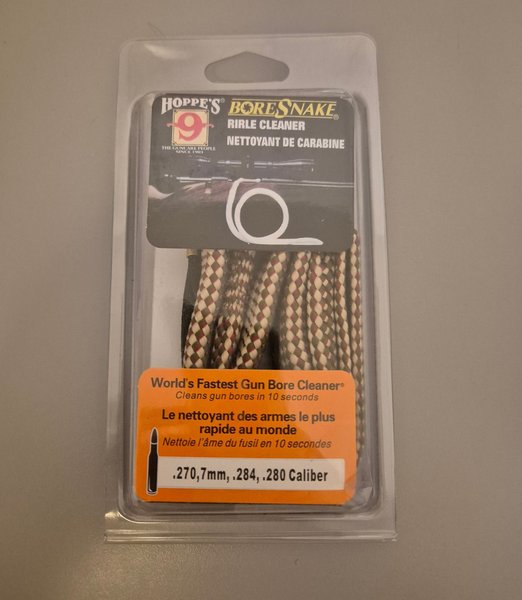 HOPPE'S
9
THE GUNCARE PEOPLE
SINCE 1903
BORESNAKE®
RIRLE CLEANER
NETTOYANT DE CARABINE
World's Fastest Gun Bore Cleaner®
Cleans gun bores in 10 seconds
Le nettoyant des armes le plus
rapide au monde
Nettoie l'âme du fusil en 10 secondes
.270,7mm, .284, .280 Caliber